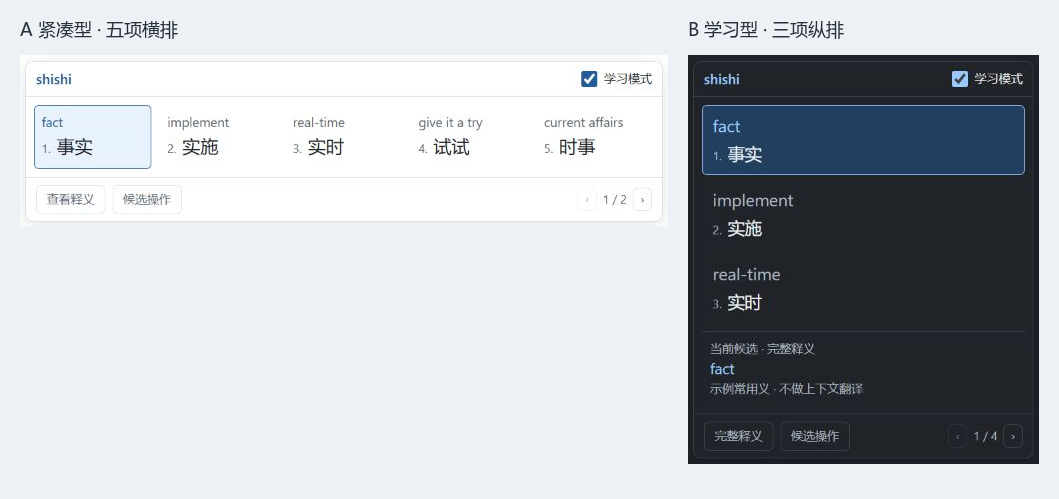 A 紧凑型 · 五项横排
shishi
学习模式
fact
1. 事实
implement
2. 实施
real-time
3. 实时
give it a try
4. 试试
current affairs
5. 时事
查看释义
候选操作
‹ 1 / 2 ›
B 学习型 · 三项纵排
shishi
学习模式
fact
1. 事实
implement
2. 实施
real-time
3. 实时
当前候选 · 完整释义
fact
示例常用义 · 不做上下文翻译
完整释义
候选操作
‹ 1 / 4 ›